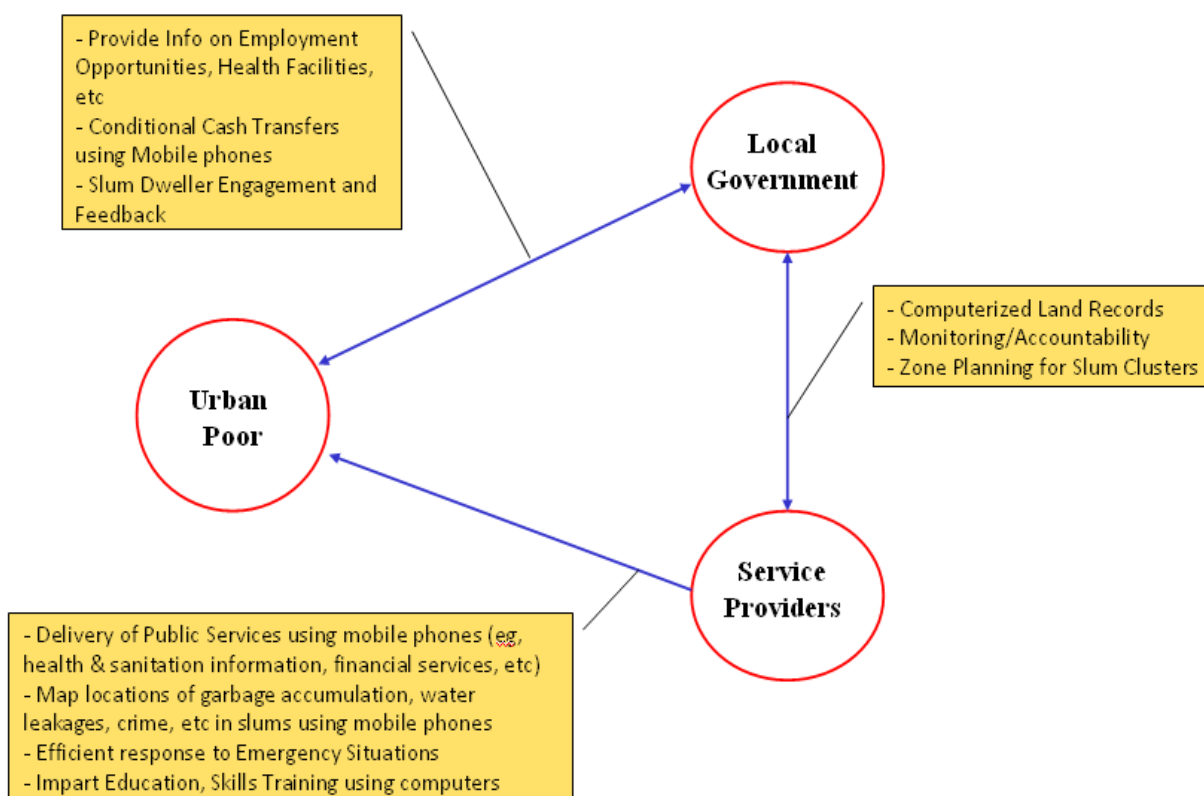 - Provide Info on Employment
Opportunities, Health Facilities,
etc
- Conditional Cash Transfers
using Mobile phones
- Slum Dweller Engagement and
Feedback
Local
Government
- Computerized Land Records
- Monitoring/Accountability
- Zone Planning for Slum Clusters
Urban
Poor
Service
Providers
- Delivery of Public Services using mobile phones (eg,
health & sanitation information, financial services, etc)
- Map locations of garbage accumulation, water
leakages, crime, etc in slums using mobile phones
- Efficient response to Emergency Situations
- Impart Education, Skills Training using computers